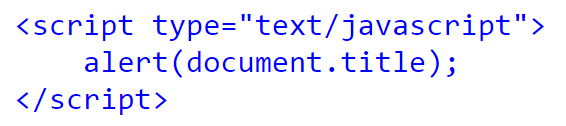 <script type="text/javascript">
    alert(document.title);
</script>